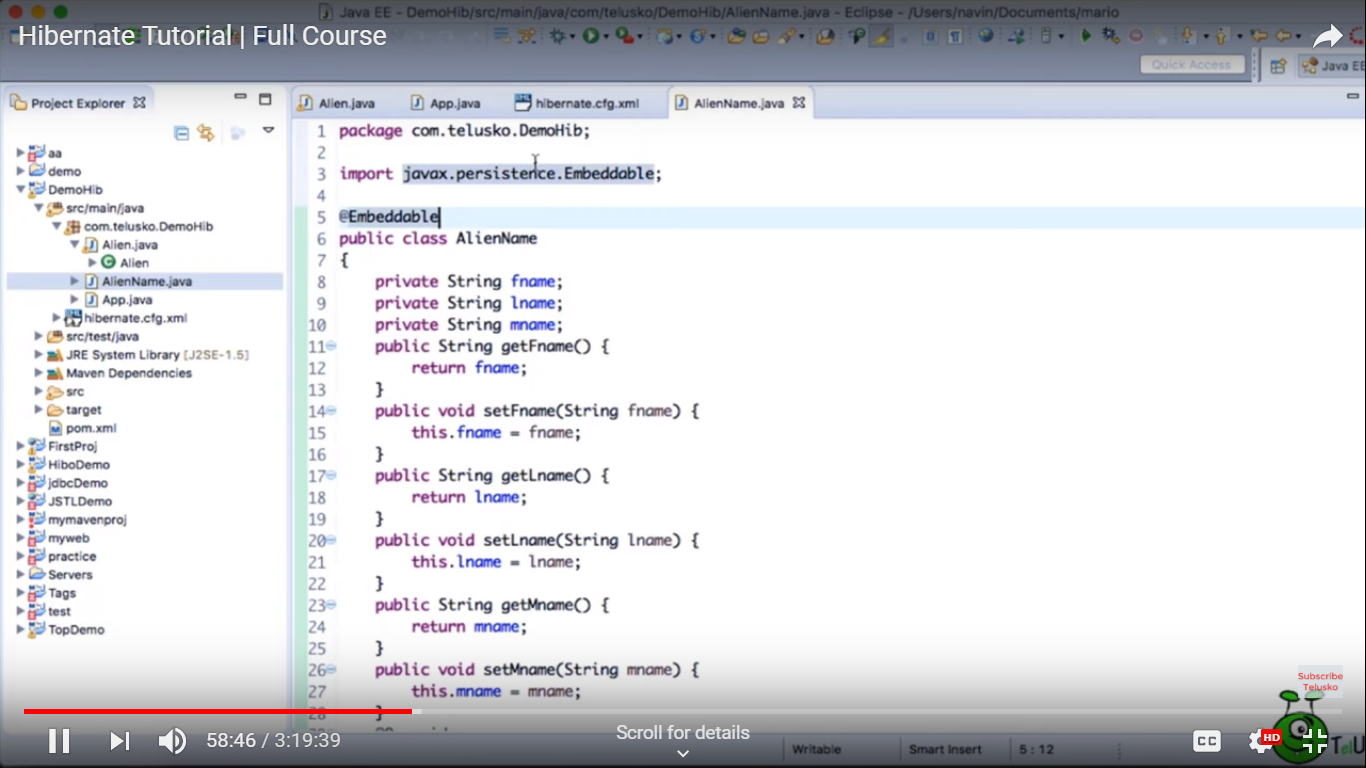 Java EE - DemoHib/src/main/java/com/telusko/DemoHib/AlienName.java - Eclipse - /Users/navin/Documents/mario
Hibernate Tutorial | Full Course
Quick Access
Java EE
Project Explorer
Alien.java
App.java
hibernate.cfg.xml
AlienName.java
aa
demo
DemoHib
src/main/java
com.telusko.DemoHib
Alien.java
Alien
AlienName.java
App.java
hibernate.cfg.xml
src/test/java
JRE System Library [J2SE-1.5]
Maven Dependencies
src
target
pom.xml
FirstProj
HiboDemo
jdbcDemo
JSTLDemo
mymavenproj
myweb
practice
Servers
Tags
test
TopDemo
1 package com.telusko.DemoHib;
2
3 import javax.persistence.Embeddable;
4
5 @Embeddable
6 public class AlienName
7 {
8 private String fname;
9 private String lname;
10 private String mname;
11 public String getFname() {
12 return fname;
13 }
14 public void setFname(String fname) {
15 this.fname = fname;
16 }
17 public String getLname() {
18 return lname;
19 }
20 public void setLname(String lname) {
21 this.lname = lname;
22 }
23 public String getMname() {
24 return mname;
25 }
26 public void setMname(String mname) {
27 this.mname = mname;
28 }
Subscribe
Telusko
58:46 / 3:19:39
Scroll for details
CC
HD
Writable
Smart Insert
5 : 12